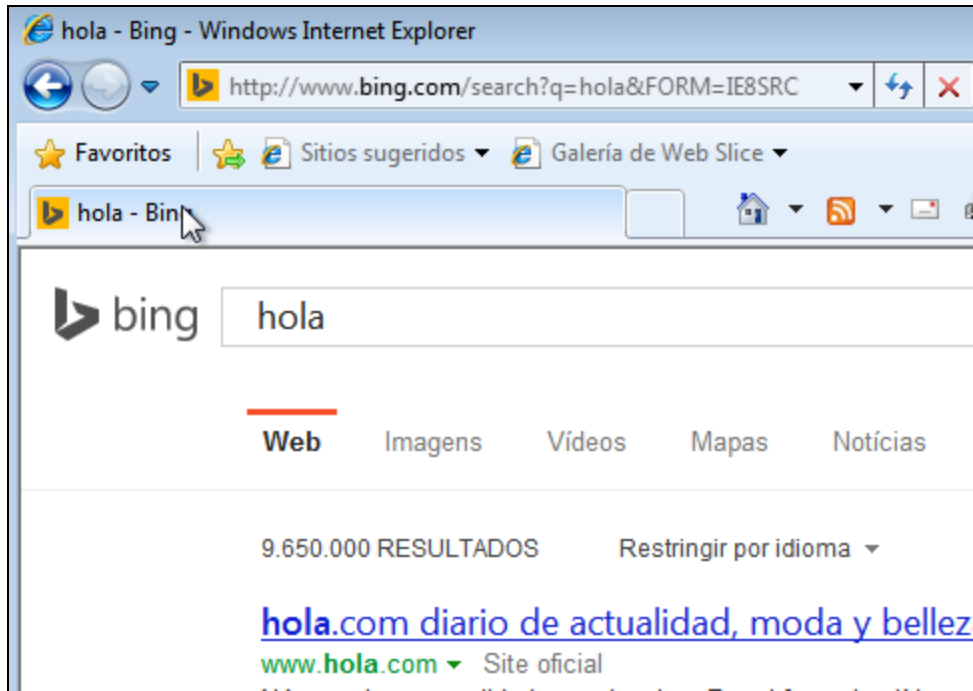 hola - Bing - Windows Internet Explorer
http://www.bing.com/search?q=hola&FORM=IE8SRC
Favoritos Sitios sugeridos Galería de Web Slice
hola - Bing
bing hola
Web Imagens Vídeos Mapas Notícias
9.650.000 RESULTADOS Restringir por idioma
hola.com diario de actualidad, moda y
www.hola.com Site oficial